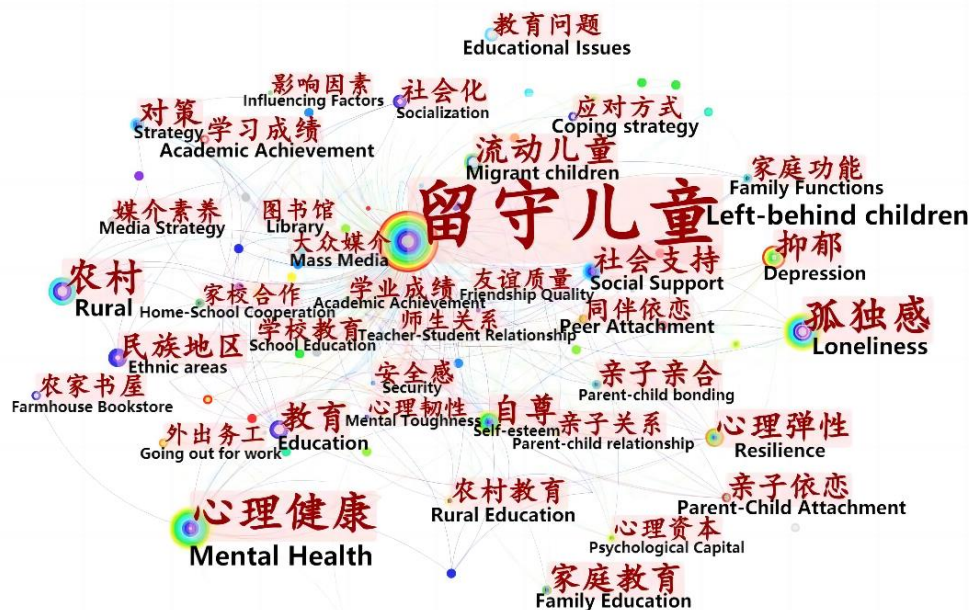 教育问题
Educational Issues
影响因素
Influencing Factors
社会化
Socialization
对策
Strategy
学习成绩
Academic Achievement
应对方式
Coping strategy
流动儿童
Migrant children
家庭功能
Family Functions
留守儿童
Left-behind children
媒介素养
Media Strategy
图书馆
Library
大众媒介
Mass Media
抑郁
Depression
农村
Rural
社会支持
Social Support
家校合作
Home-School Cooperation
学业成绩
Academic Achievement
友谊质量
Friendship Quality
学校教育
School Education
师生关系
Teacher-Student Relationship
同伴依恋
Peer Attachment
孤独感
Loneliness
民族地区
Ethnic areas
农家书屋
Farmhouse Bookstore
安全感
Security
亲子亲合
Parent-child bonding
外出务工
Going out for work
教育
Education
心理韧性
Mental Toughness
自尊
Self-esteem
亲子关系
Parent-child relationship
心理弹性
Resilience
心理健康
Mental Health
农村教育
Rural Education
亲子依恋
Parent-Child Attachment
心理资本
Psychological Capital
家庭教育
Family Education